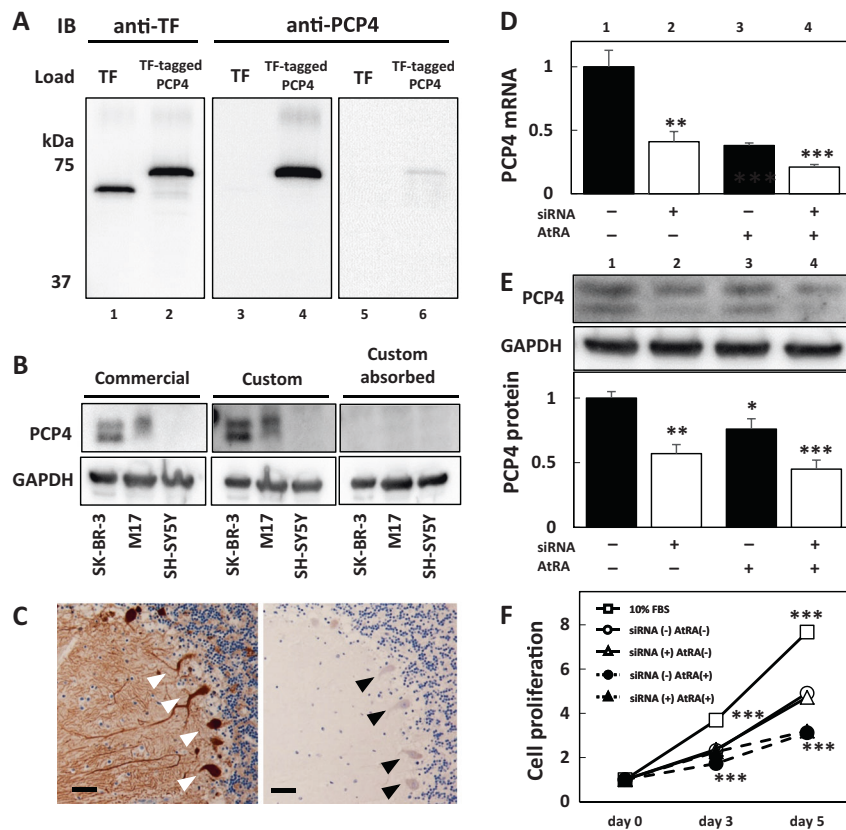 A
IB
anti-TF
anti-PCP4
Load
TF
TF-tagged
PCP4
TF
TF-tagged
PCP4
TF
TF-tagged
PCP4
kDa
75
37
1 2 3 4 5 6
B
Commercial
Custom
Custom
absorbed
PCP4
GAPDH
SK-BR-3
M17
SH-SY5Y
SK-BR-3
M17
SH-SY5Y
SK-BR-3
M17
SH-SY5Y
C
D
1 2 3 4
PCP4 mRNA
1
0.5
0
**
***
***
siRNA − + − +
AtRA − − + +
E
1 2 3 4
PCP4
GAPDH
PCP4 protein
1
0.5
0
**
*
***
siRNA − + − +
AtRA − − + +
F
Cell proliferation
8
6
4
2
0
10% FBS
siRNA (-) AtRA(-)
siRNA (+) AtRA(-)
siRNA (-) AtRA(+)
siRNA (+) AtRA(+)
***
***
***
***
day 0 day 3 day 5